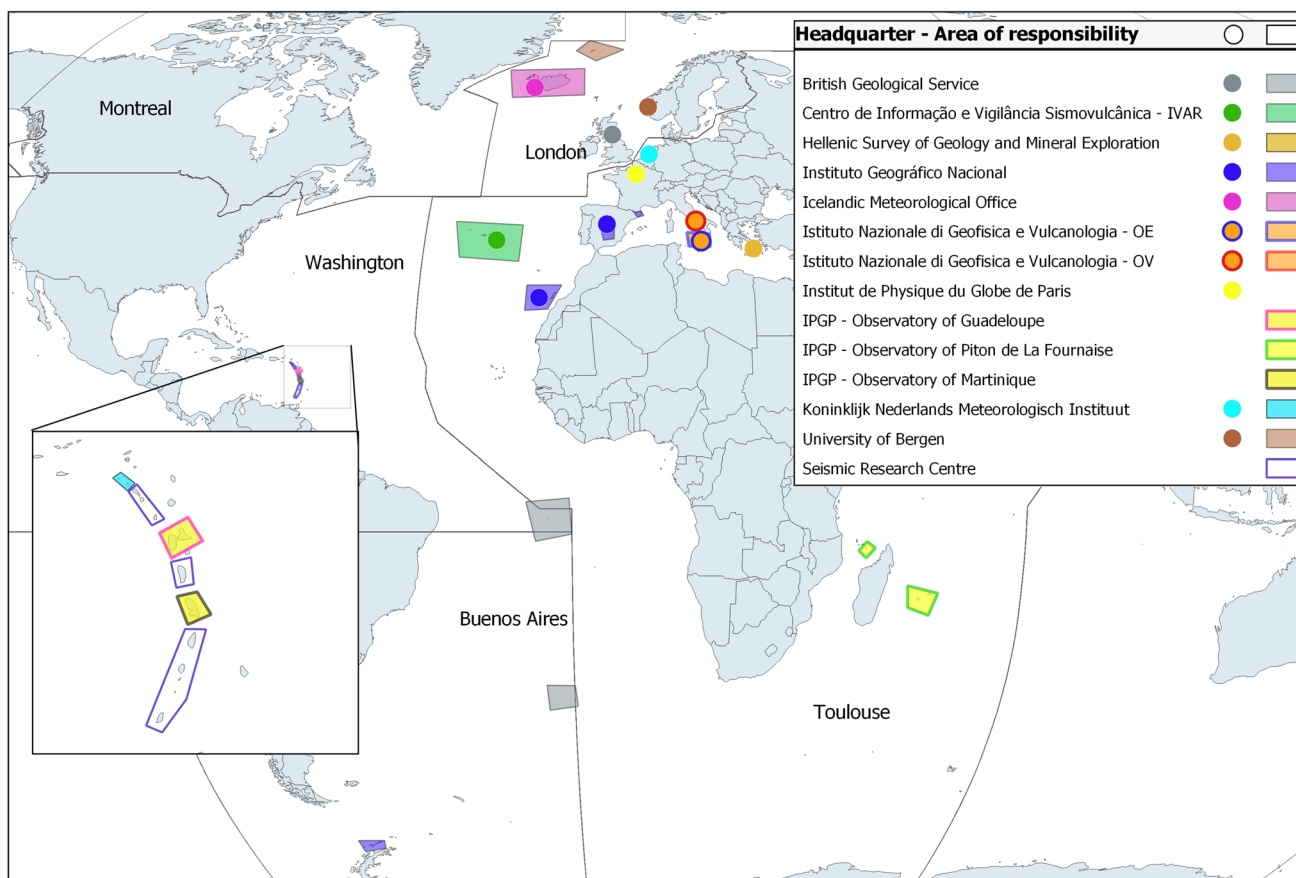 Headquarter - Area of responsibility
British Geological Service
Centro de Informação e Vigilância Sismovulcânica - IVAR
Hellenic Survey of Geology and Mineral Exploration
Instituto Geográfico Nacional
Icelandic Meteorological Office
Istituto Nazionale di Geofisica e Vulcanologia - OE
Istituto Nazionale di Geofisica e Vulcanologia - OV
Institut de Physique du Globe de Paris
IPGP - Observatory of Guadeloupe
IPGP - Observatory of Piton de La Fournaise
IPGP - Observatory of Martinique
Koninklijk Nederlands Meteorologisch Instituut
University of Bergen
Seismic Research Centre
Montreal
London
Washington
Buenos Aires
Toulouse